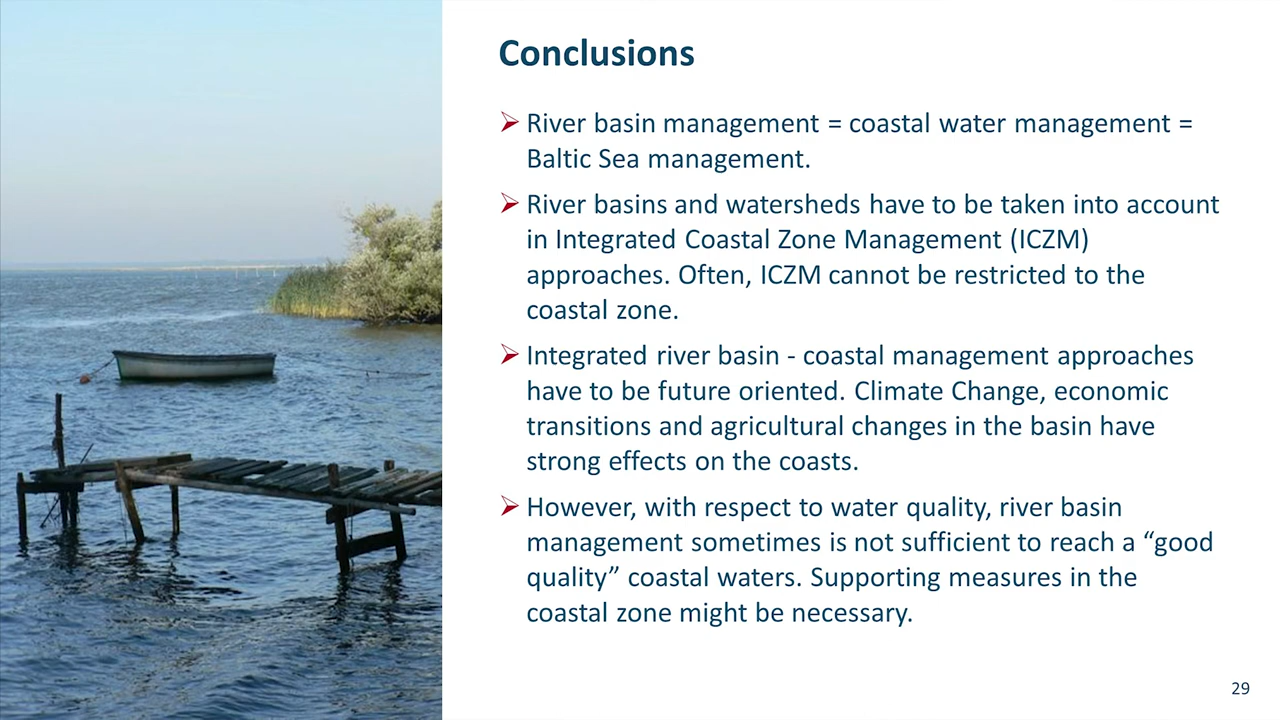 Conclusions
River basin management = coastal water management =
Baltic Sea management.
River basins and watersheds have to be taken into account
in Integrated Coastal Zone Management (ICZM)
approaches. Often, ICZM cannot be restricted to the
coastal zone.
Integrated river basin - coastal management approaches
have to be future oriented. Climate Change, economic
transitions and agricultural changes in the basin have
strong effects on the coasts.
However, with respect to water quality, river basin
management sometimes is not sufficient to reach a “good
quality” coastal waters. Supporting measures in the
coastal zone might be necessary.
29